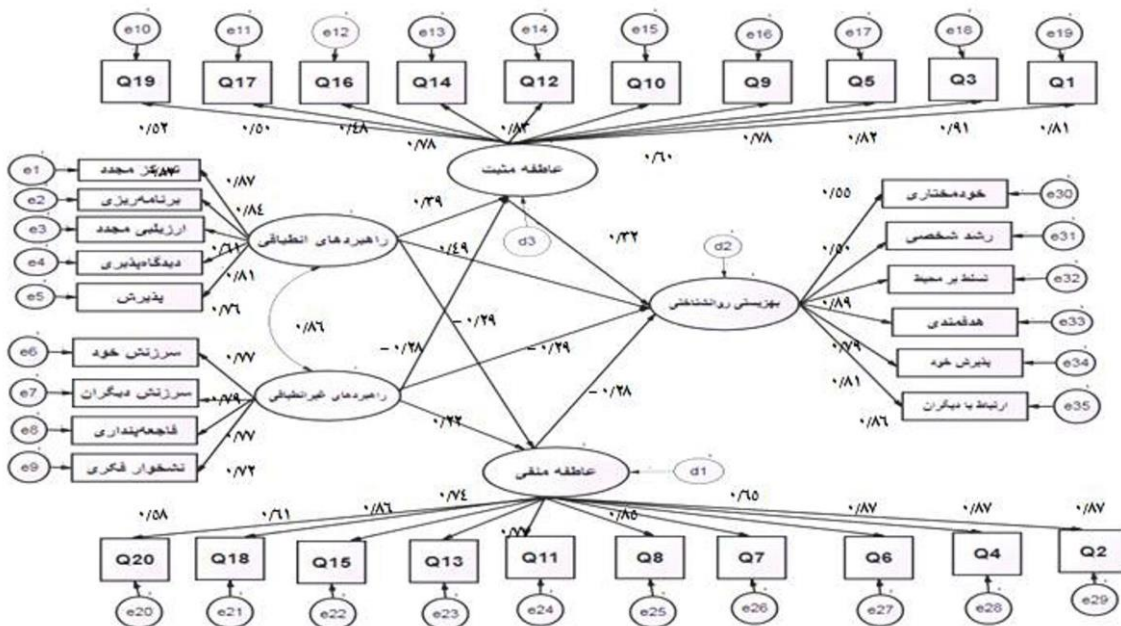 e10 e11 e12 e13 e14 e15 e16 e17 e18 e19
Q19 Q17 Q16 Q14 Q12 Q10 Q9 Q5 Q3 Q1
۰/۵۲ ۰/۵۰ ۰/۴۸ ۰/۷۸ ۰/۸۳ ۰/۶۰ ۰/۷۸ ۰/۸۲ ۰/۹۱ ۰/۸۱
عاطفه مثبت
d3
e1 مجدد ۰/۸۷
e2 برنامه‌ریزی ۰/۸۴
e3 ارزیابی مجدد ۰/۶۱
e4 دیدگاه‌پذیری ۰/۸۱
e5 پذیرش ۰/۷۶
راهبردهای انطباقی
۰/۳۹
۰/۴۹
۰/۳۲
-۰/۲۹
d2
بهزیستی روانشناختی
۰/۵۵ خودمختاری e30
۰/۵۰ رشد شخصی e31
تسلط بر محیط e32
۰/۸۹ هدفمندی e33
۰/۷۹ پذیرش خود e34
۰/۸۱ ارتباط با دیگران e35
۰/۸۶
۰/۸۶
-۰/۲۸
-۰/۲۹
-۰/۲۸
e6 سرزنش خود ۰/۷۷
e7 سرزنش دیگران ۰/۷۹
e8 فاجعه‌پنداری ۰/۷۷
e9 نشخوار فکری ۰/۷۲
راهبردهای غیرانطباقی
۰/۲۲
عاطفه منفی
d1
۰/۵۸ ۰/۶۱ ۰/۸۶ ۰/۷۴ ۰/۸۵ ۰/۶۵ ۰/۸۷ ۰/۸۷ ۰/۸۷
Q20 Q18 Q15 Q13 Q11 Q8 Q7 Q6 Q4 Q2
e20 e21 e22 e23 e24 e25 e26 e27 e28 e29